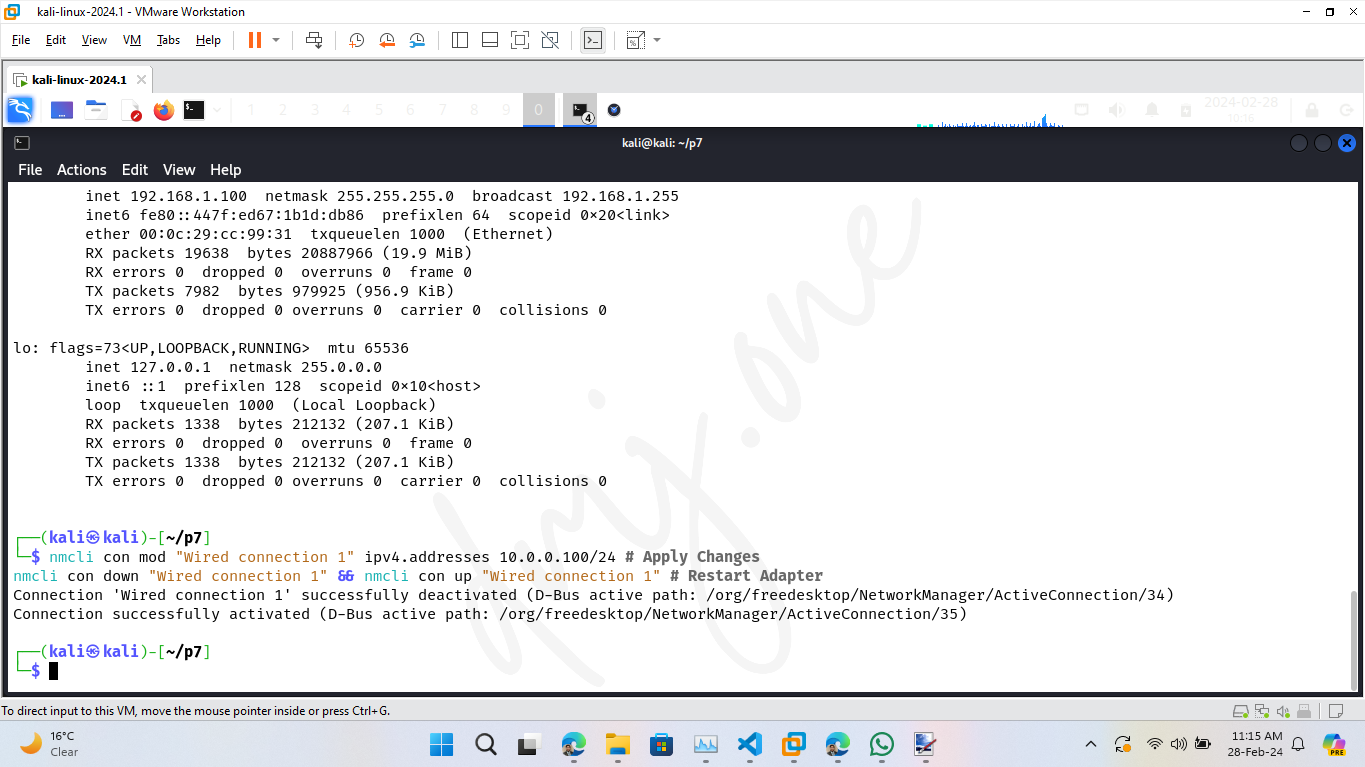 kali-linux-2024.1 - VMware Workstation
File Edit View VM Tabs Help
kali-linux-2024.1
1 2 3 4 5 6 7 8 9 0 4 2024-02-28
10:16
kali@kali: ~/p7
File Actions Edit View Help
inet 192.168.1.100 netmask 255.255.255.0 broadcast 192.168.1.255
inet6 fe80::447f:ed67:1b1d:db86 prefixlen 64 scopeid 0×20<link>
ether 00:0c:29:cc:99:31 txqueuelen 1000 (Ethernet)
RX packets 19638 bytes 20887966 (19.9 MiB)
RX errors 0 dropped 0 overruns 0 frame 0
TX packets 7982 bytes 979925 (956.9 KiB)
TX errors 0 dropped 0 overruns 0 carrier 0 collisions 0
lo: flags=73<UP,LOOPBACK,RUNNING> mtu 65536
inet 127.0.0.1 netmask 255.0.0.0
inet6 ::1 prefixlen 128 scopeid 0×10<host>
loop txqueuelen 1000 (Local Loopback)
RX packets 1338 bytes 212132 (207.1 KiB)
RX errors 0 dropped 0 overruns 0 frame 0
TX packets 1338 bytes 212132 (207.1 KiB)
TX errors 0 dropped 0 overruns 0 carrier 0 collisions 0
┌──(kali㉿kali)-[~/p7]
└─$ nmcli con mod "Wired connection 1" ipv4.addresses 10.0.0.100/24 # Apply Changes
nmcli con down "Wired connection 1" && nmcli con up "Wired connection 1" # Restart Adapter
Connection 'Wired connection 1' successfully deactivated (D-Bus active path: /org/freedesktop/NetworkManager/ActiveConnection/34)
Connection successfully activated (D-Bus active path: /org/freedesktop/NetworkManager/ActiveConnection/35)
┌──(kali㉿kali)-[~/p7]
└─$
To direct input to this VM, move the mouse pointer inside or press Ctrl+G.
16°C
Clear
11:15 AM
28-Feb-24
PRE